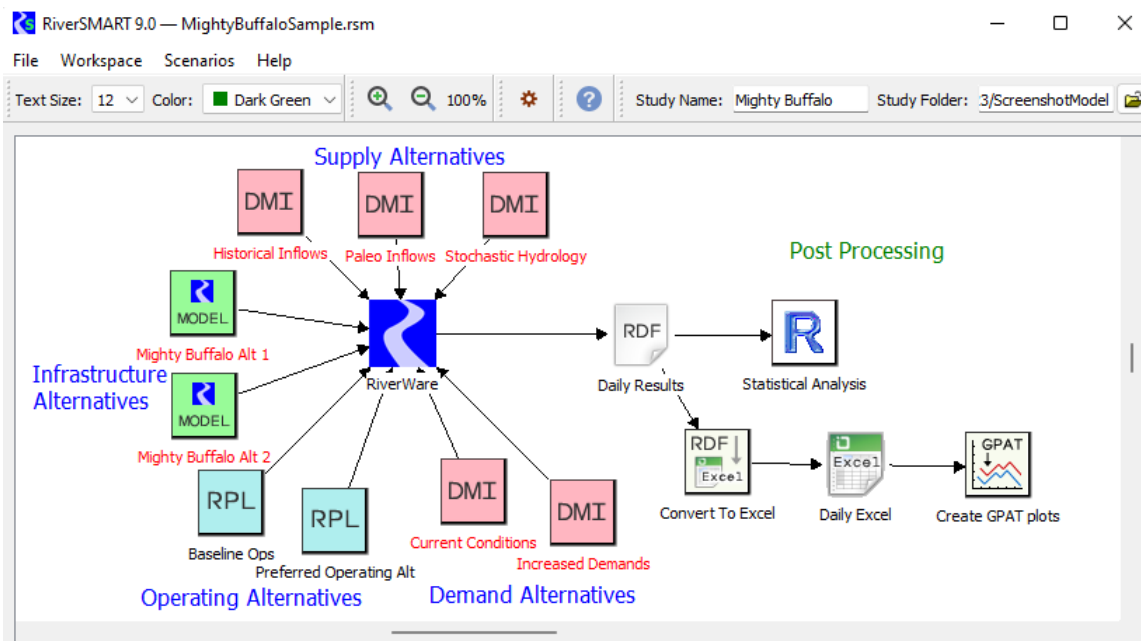 RiverSMART 9.0 — MightyBuffaloSample.rsm
File Workspace Scenarios Help
Text Size: 12 Color: Dark Green 100% ? Study Name: Mighty Buffalo Study Folder: :3/ScreenshotModel
Supply Alternatives
DMI DMI DMI
Historical Inflows Paleo Inflows Stochastic Hydrology
Post Processing
MODEL
Mighty Buffalo Alt 1
RiverWare
RDF
Daily Results
R
Statistical Analysis
Infrastructure
Alternatives
MODEL
Mighty Buffalo Alt 2
RDF
Excel
Convert To Excel
Excel
Daily Excel
GPAT
Create GPAT plots
RPL
Baseline Ops
RPL
Preferred Operating Alt
DMI
Current Conditions
DMI
Increased Demands
Operating Alternatives
Demand Alternatives